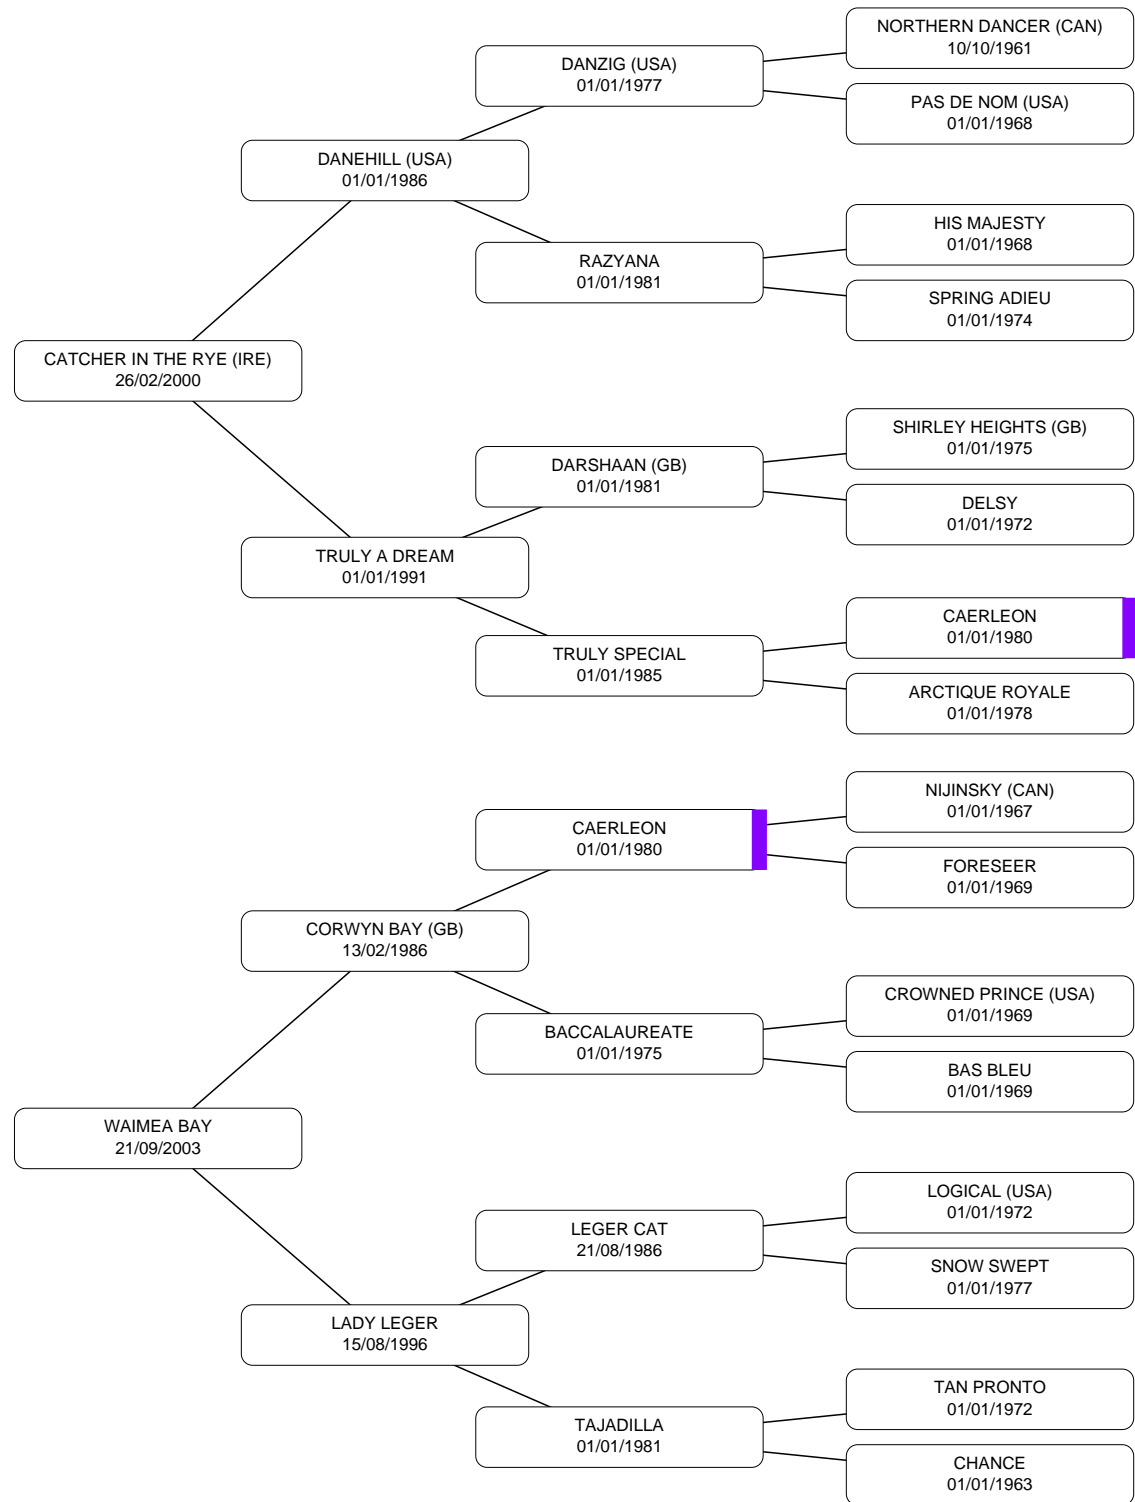 NORTHERN DANCER (CAN)
10/10/1961
DANZIG (USA)
01/01/1977
PAS DE NOM (USA)
01/01/1968
DANEHILL (USA)
01/01/1986
HIS MAJESTY
01/01/1968
RAZYANA
01/01/1981
SPRING ADIEU
01/01/1974
CATCHER IN THE RYE (IRE)
26/02/2000
SHIRLEY HEIGHTS (GB)
01/01/1975
DARSHAAN (GB)
01/01/1981
DELSY
01/01/1972
TRULY A DREAM
01/01/1991
CAERLEON
01/01/1980
TRULY SPECIAL
01/01/1985
ARCTIQUE ROYALE
01/01/1978
NIJINSKY (CAN)
01/01/1967
CAERLEON
01/01/1980
FORESEER
01/01/1969
CORWYN BAY (GB)
13/02/1986
CROWNED PRINCE (USA)
01/01/1969
BACCALAUREATE
01/01/1975
BAS BLEU
01/01/1969
WAIMEA BAY
21/09/2003
LOGICAL (USA)
01/01/1972
LEGER CAT
21/08/1986
SNOW SWEPT
01/01/1977
LADY LEGER
15/08/1996
TAN PRONTO
01/01/1972
TAJADILLA
01/01/1981
CHANCE
01/01/1963